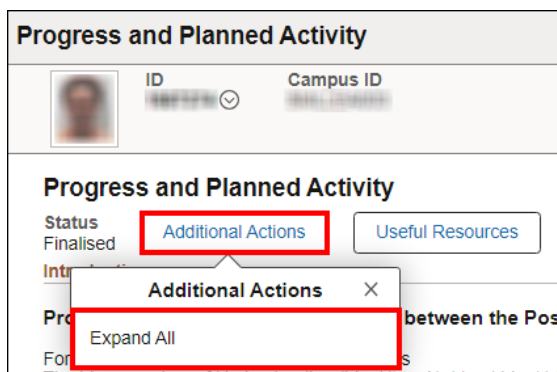 Progress and Planned Activity
ID Campus ID
Progress and Planned Activity
Status
Finalised
Additional Actions
Useful Resources
Additional Actions
between the Pos
Expand All
For